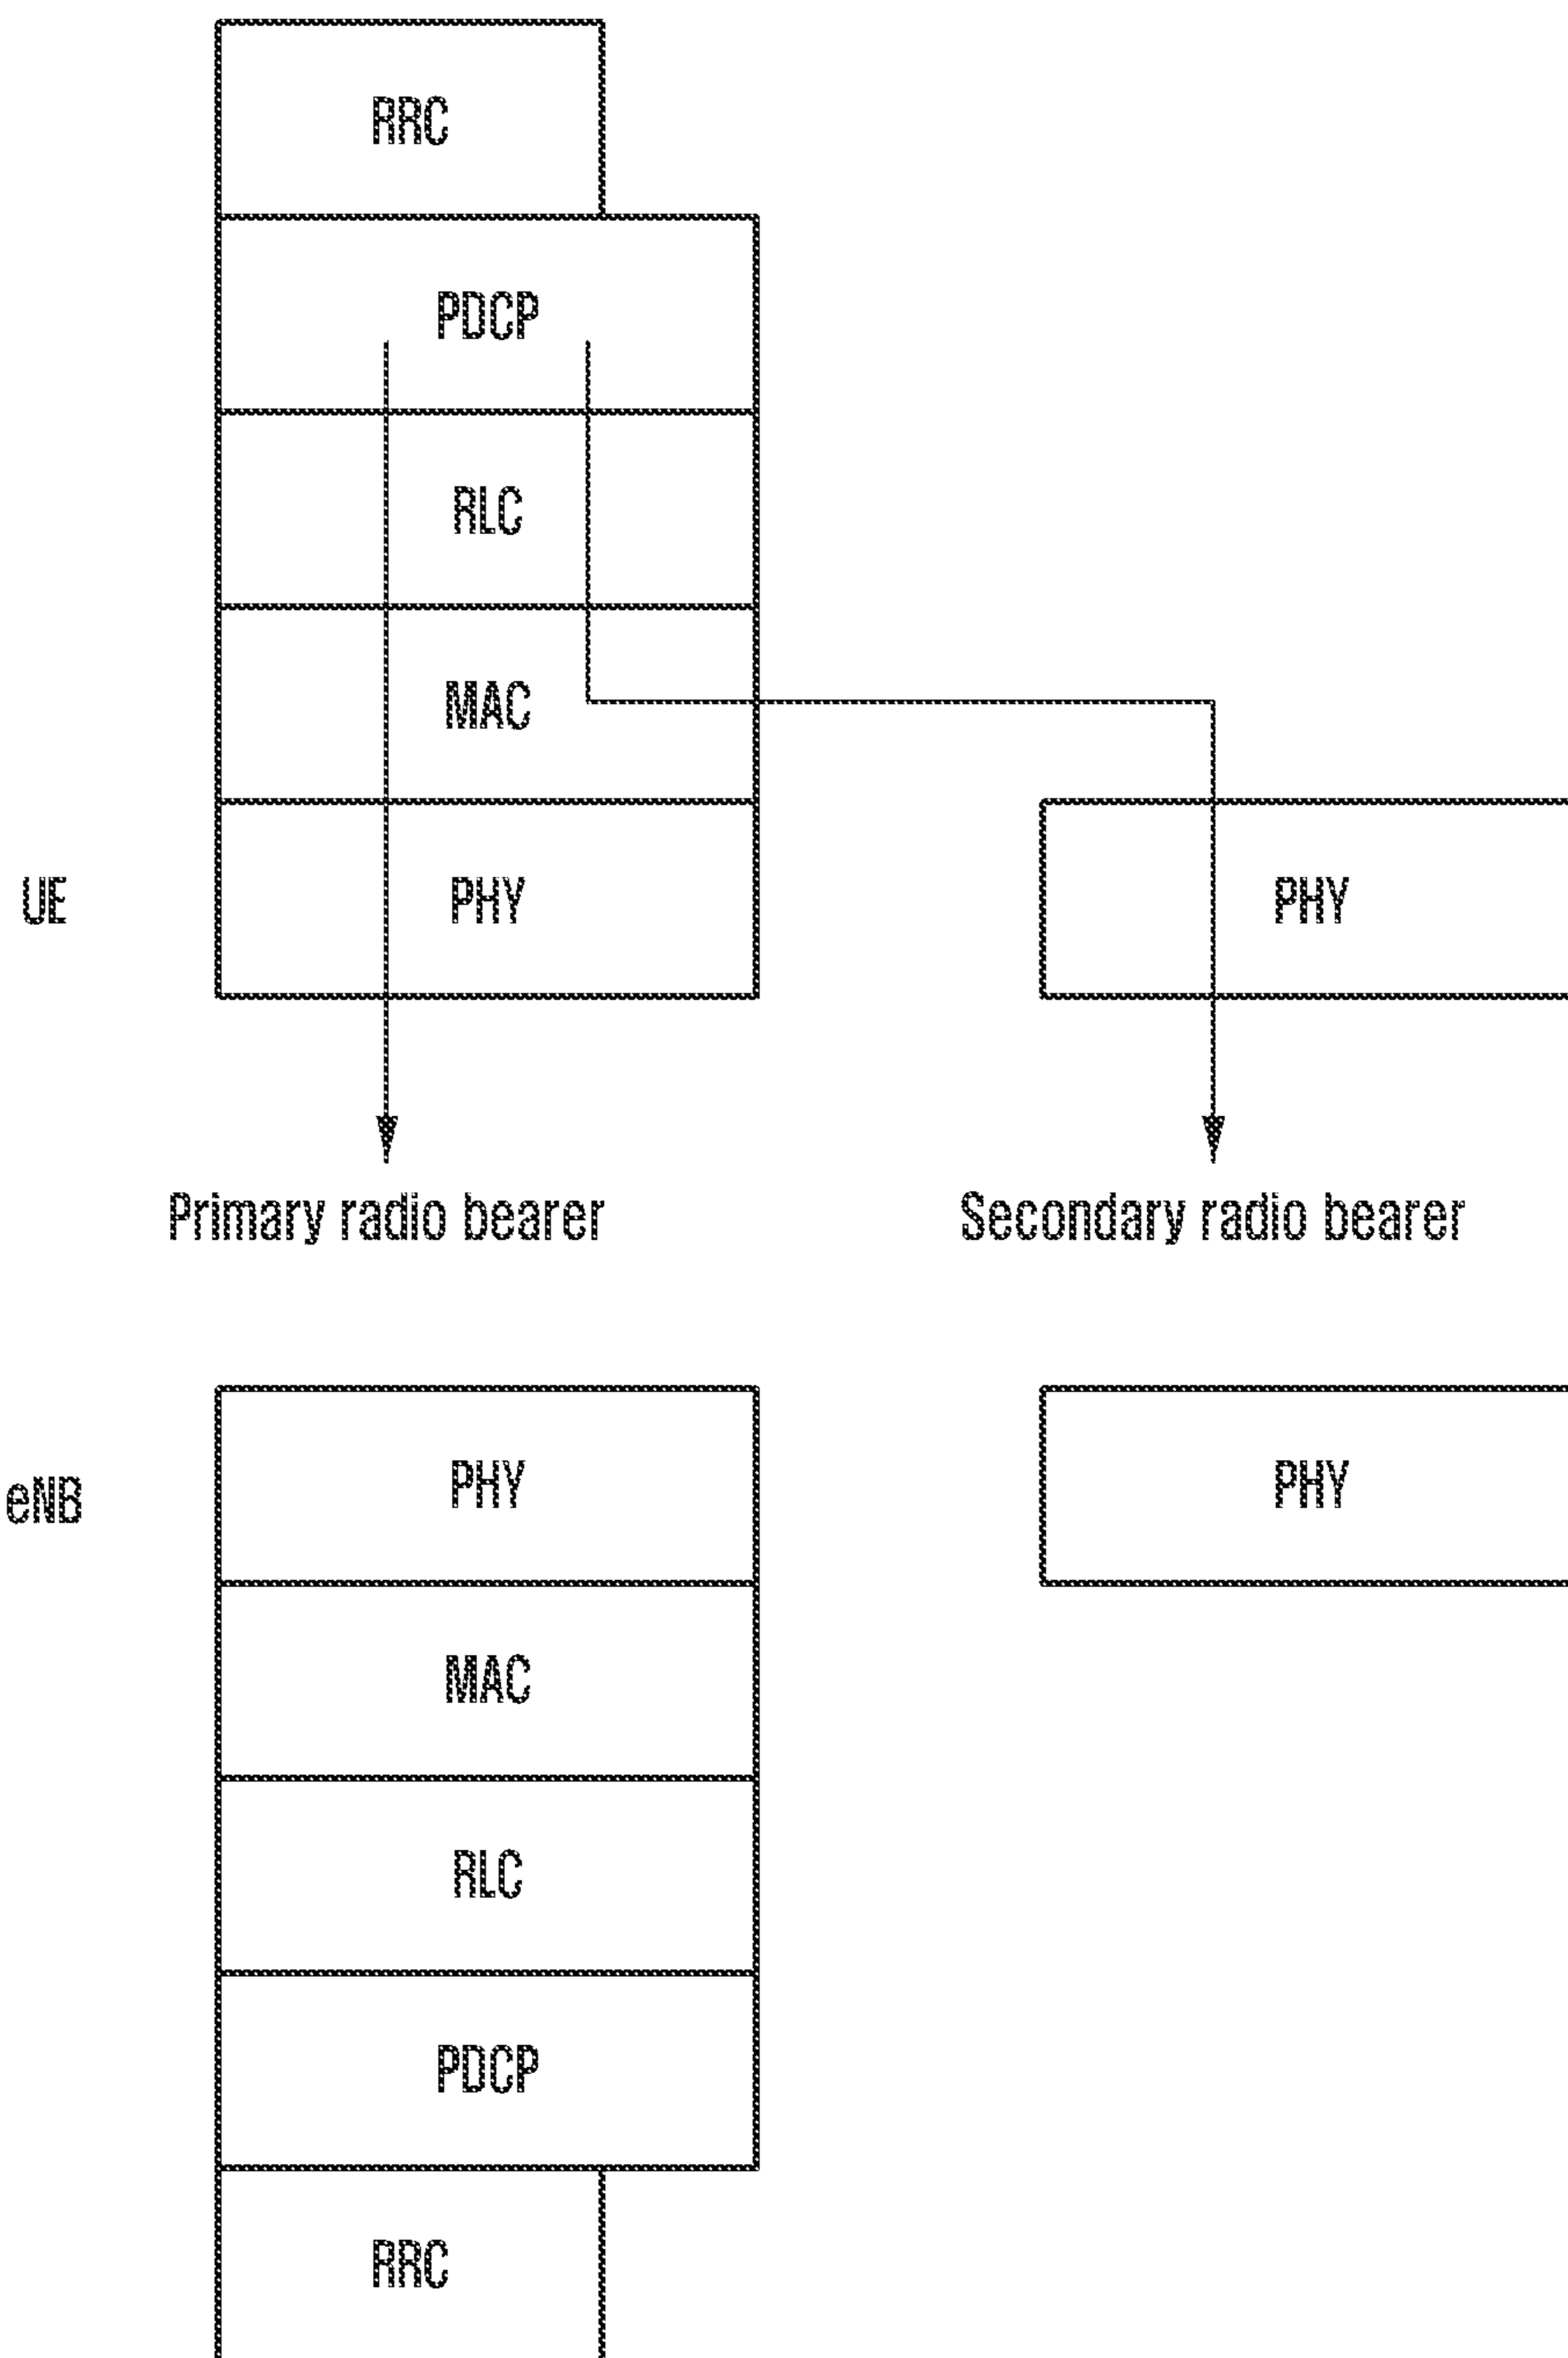 RRC
PDCP
RLC
MAC
UE PHY PHY
Primary radio bearer Secondary radio bearer
eNB PHY PHY
MAC
RLC
PDCP
RRC